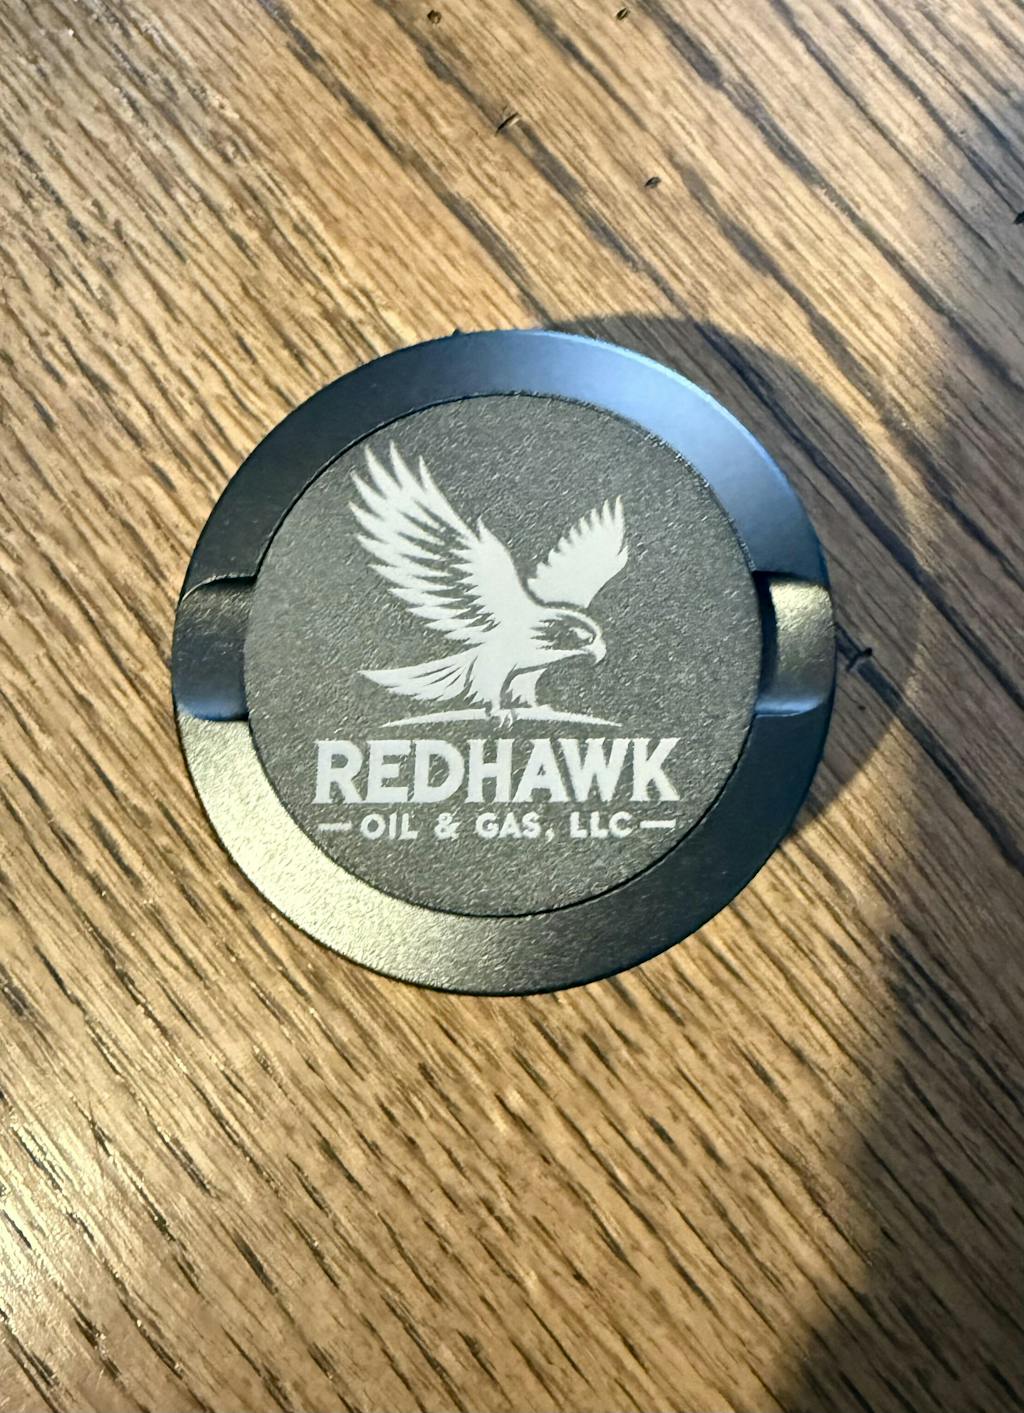 REDHAWK
— OIL & GAS, LLC —